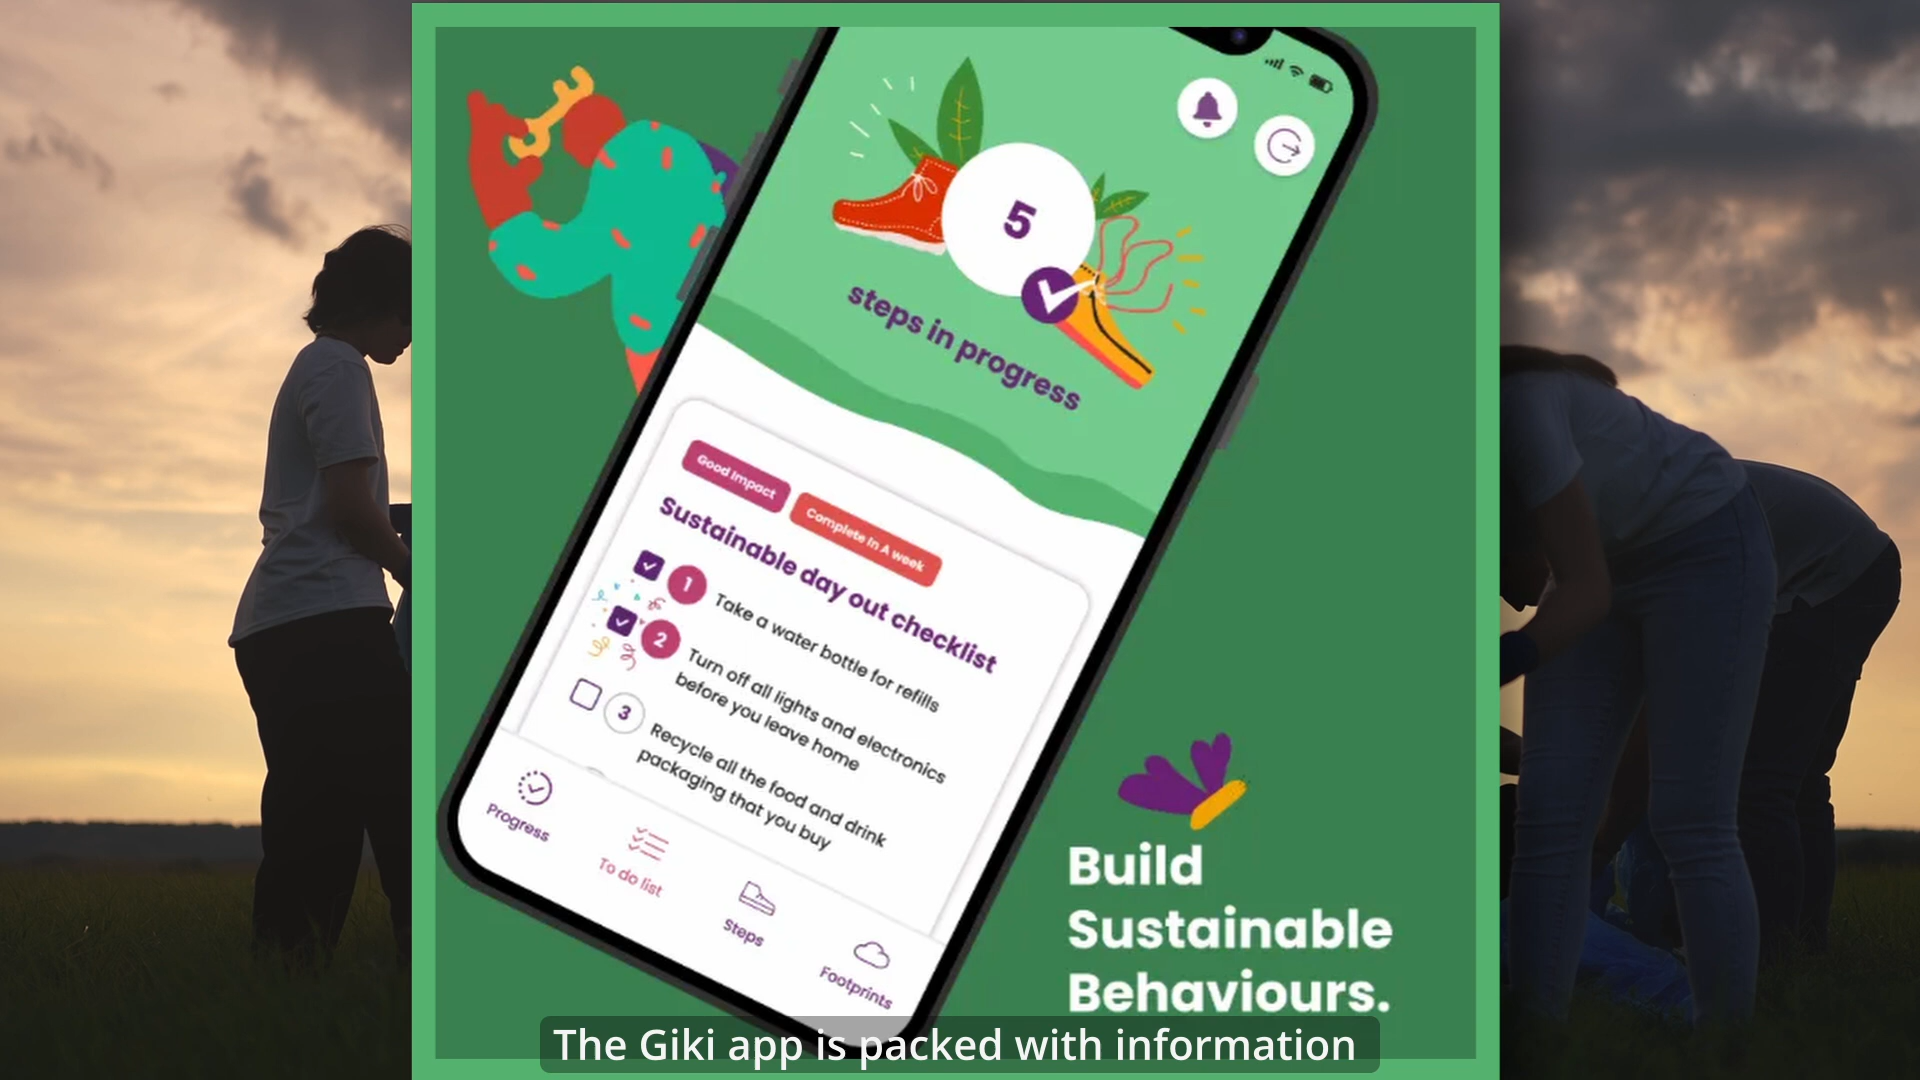 5
steps in progress
Good Impact
Complete In A week
Sustainable day out checklist
1
Take a water bottle for refills
2
Turn off all lights and electronics
before you leave home
3
Recycle all the food and drink
packaging that you buy
Progress
To do list
Steps
Footprints
Build
Sustainable
Behaviours.
The Giki app is packed with information